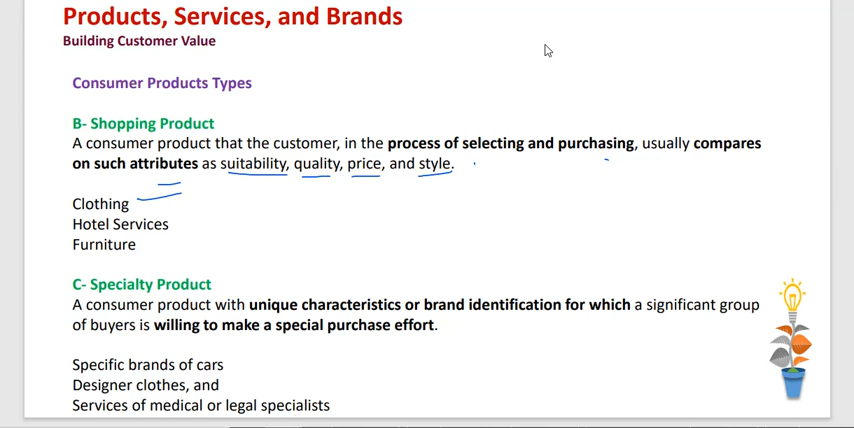 Products, Services, and Brands
Building Customer Value
Consumer Products Types
B- Shopping Product
A consumer product that the customer, in the process of selecting and purchasing, usually compares
on such attributes as suitability, quality, price, and style.
Clothing
Hotel Services
Furniture
C- Specialty Product
A consumer product with unique characteristics or brand identification for which a significant group
of buyers is willing to make a special purchase effort.
Specific brands of cars
Designer clothes, and
Services of medical or legal specialists